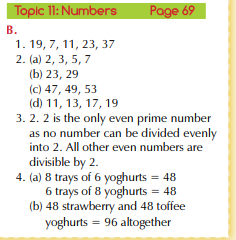 Topic 11: Numbers Page 69
B.
1. 19, 7, 11, 23, 37
2. (a) 2, 3, 5, 7
(b) 23, 29
(c) 47, 49, 53
(d) 11, 13, 17, 19
3. 2. 2 is the only even prime number
as no number can be divided evenly
into 2. All other even numbers are
divisible by 2.
4. (a) 8 trays of 6 yoghurts = 48
6 trays of 8 yoghurts = 48
(b) 48 strawberry and 48 toffee
yoghurts = 96 altogether